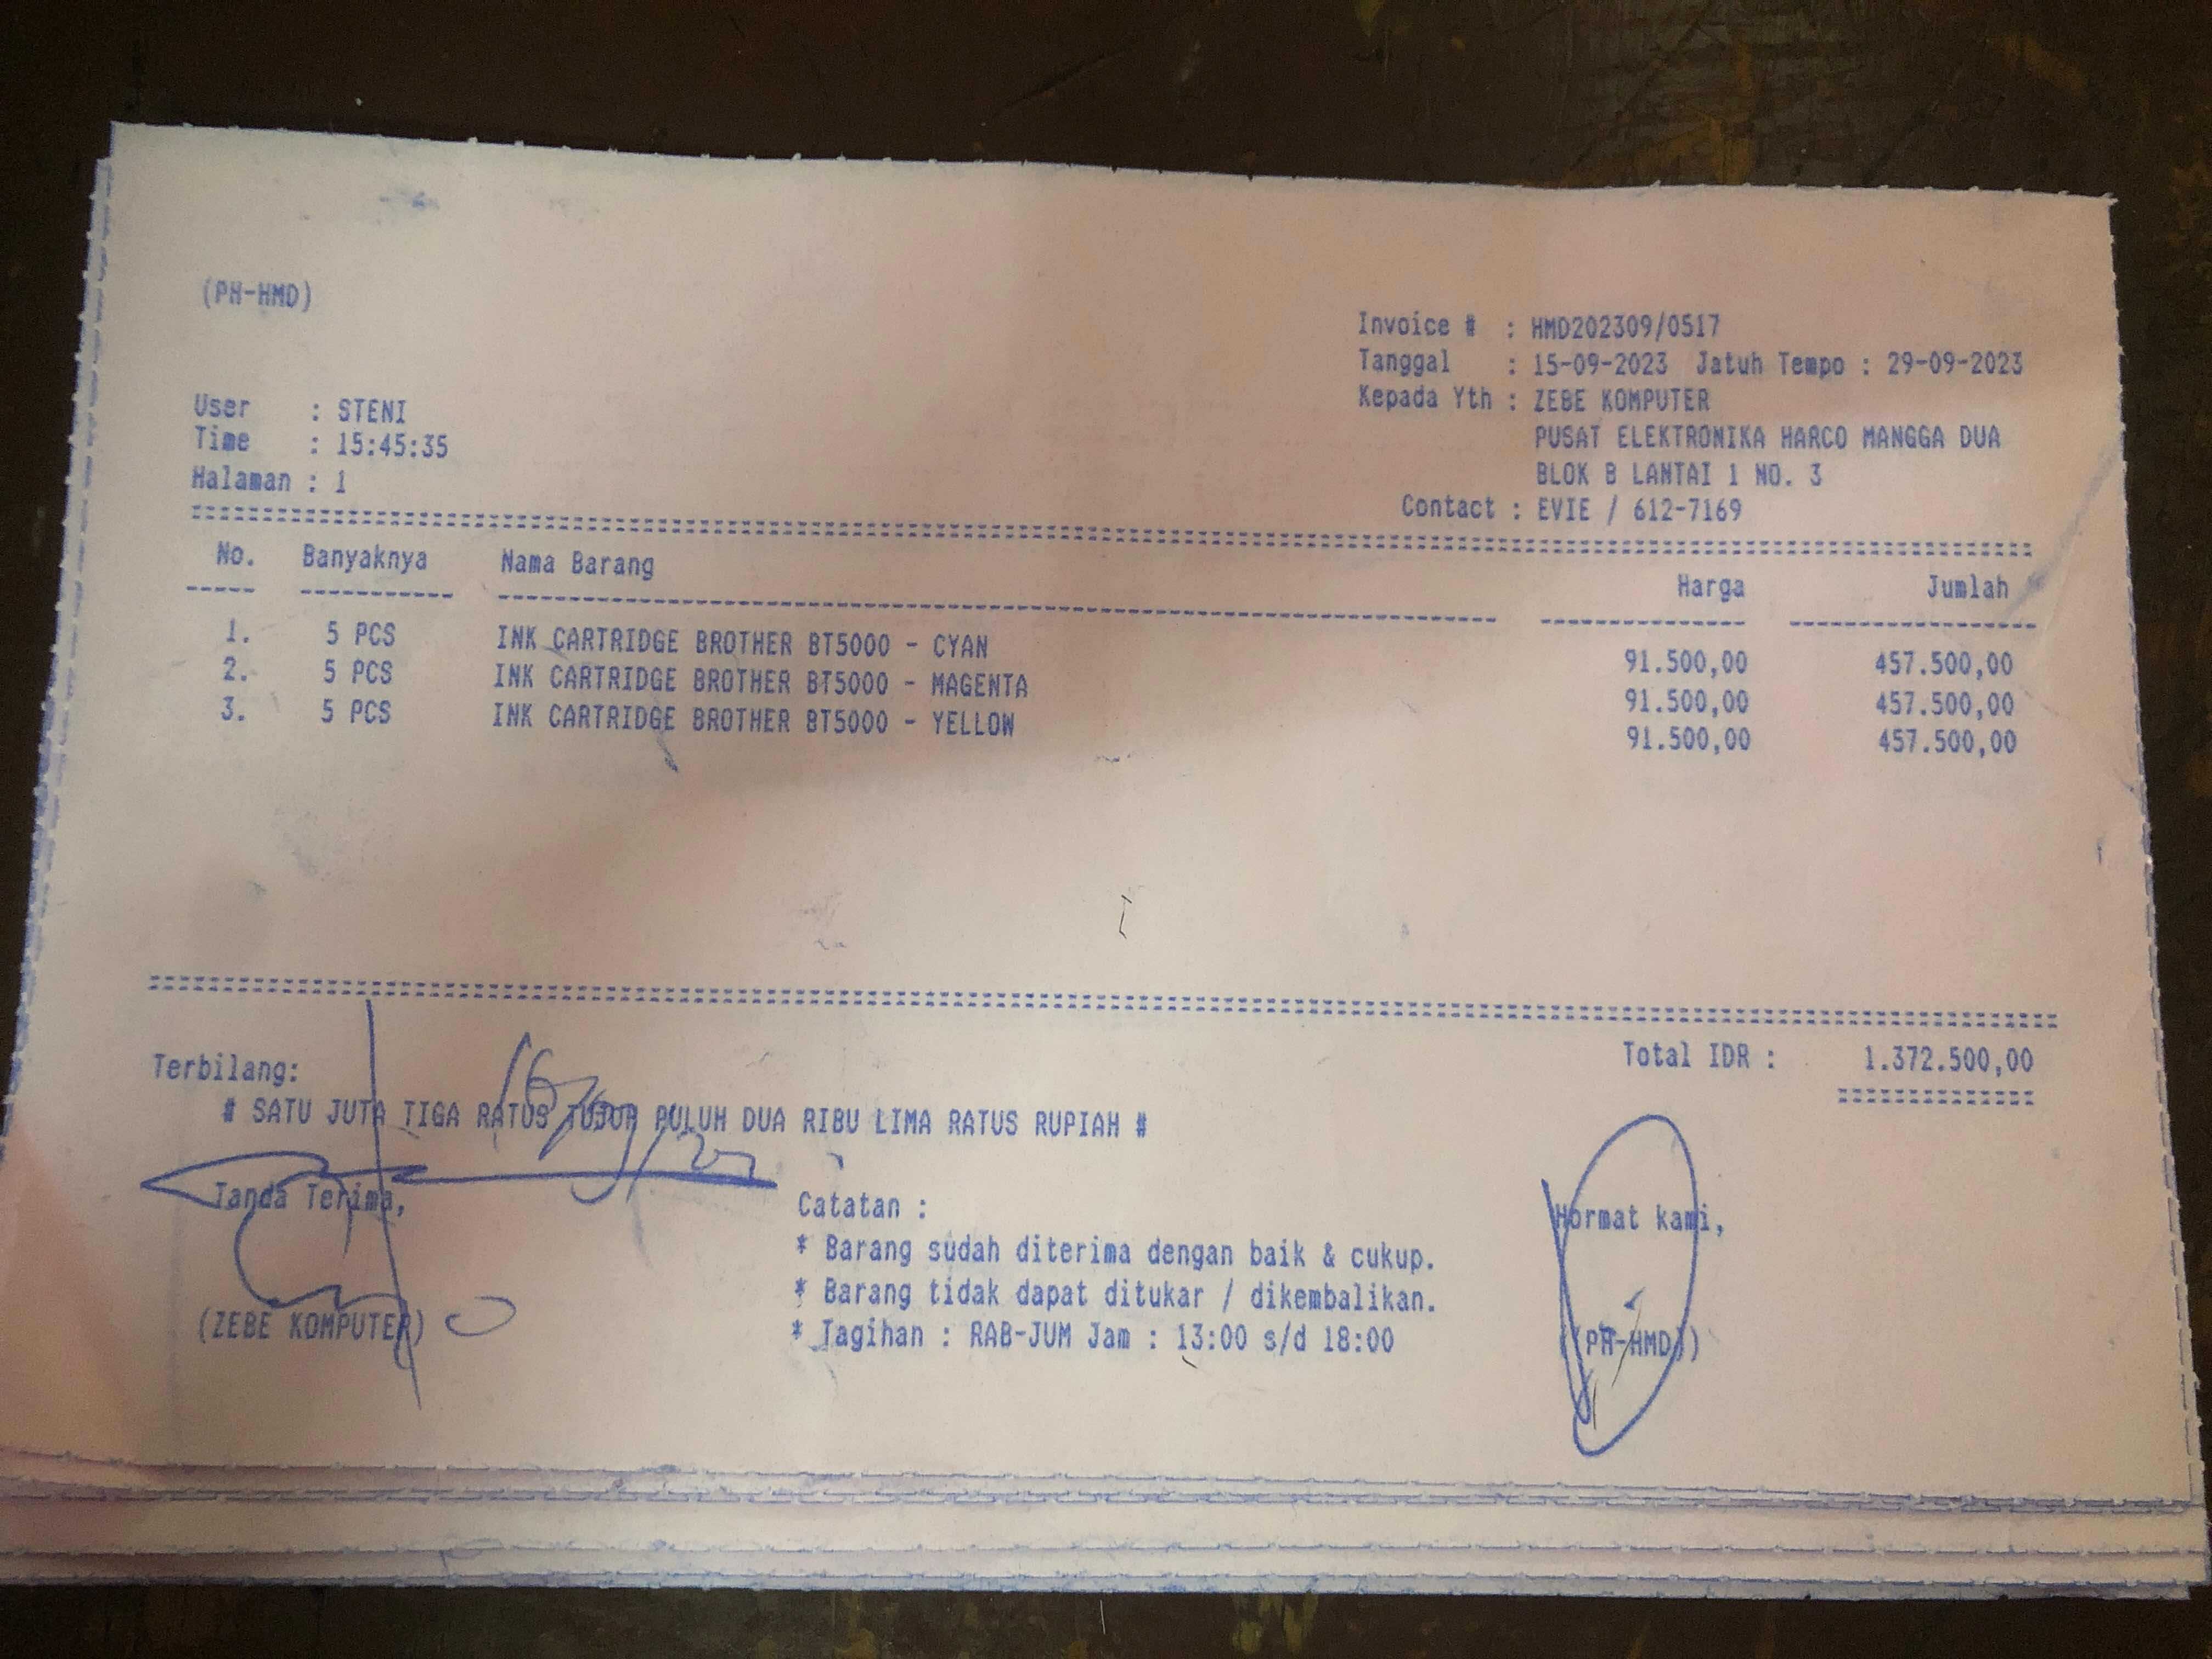 (PH-HMD)
Invoice # : HMD202309/0517
Tanggal : 15-09-2023 Jatuh Tempo : 29-09-2023
Kepada Yth : ZEBE KOMPUTER
PUSAT ELEKTRONIKA HARCO MANGGA DUA
BLOK B LANTAI 1 NO. 3
Contact : EVIE / 612-7169
User : STENI
Time : 15:45:35
Halaman : 1
No. Banyaknya Nama Barang Harga Jumlah
1. 5 PCS INK CARTRIDGE BROTHER BT5000 - CYAN 91.500,00 457.500,00
2. 5 PCS INK CARTRIDGE BROTHER BT5000 - MAGENTA 91.500,00 457.500,00
3. 5 PCS INK CARTRIDGE BROTHER BT5000 - YELLOW 91.500,00 457.500,00
Total IDR : 1.372.500,00
Terbilang:
# SATU JUTA TIGA RATUS TUJUH PULUH DUA RIBU LIMA RATUS RUPIAH #
Tanda Terima,
(ZEBE KOMPUTER)
Catatan :
* Barang sudah diterima dengan baik & cukup.
* Barang tidak dapat ditukar / dikembalikan.
* Tagihan : RAB-JUM Jam : 13:00 s/d 18:00
Hormat kami,
((PH-HMD))